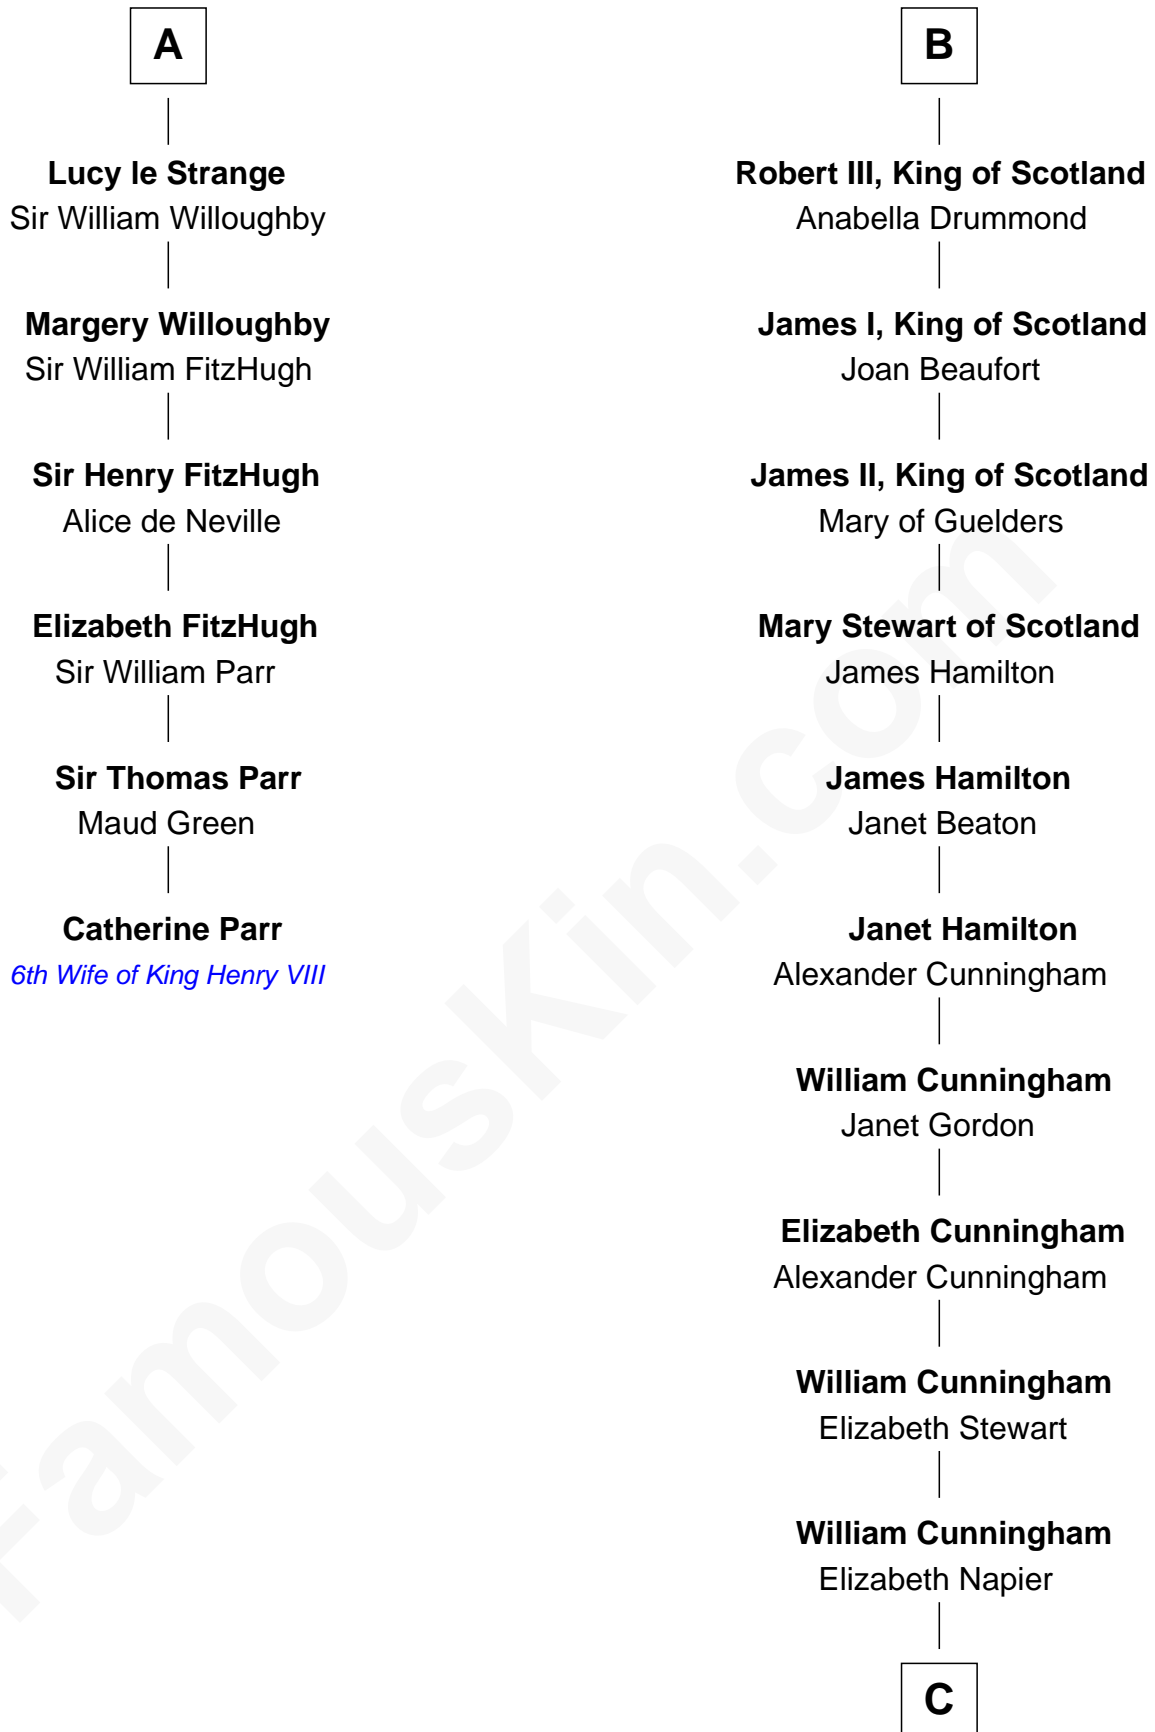 A
Lucy le Strange
Sir William Willoughby
Margery Willoughby
Sir William FitzHugh
Sir Henry FitzHugh
Alice de Neville
Elizabeth FitzHugh
Sir William Parr
Sir Thomas Parr
Maud Green
Catherine Parr
6th Wife of King Henry VIII
B
Robert III, King of Scotland
Anabella Drummond
James I, King of Scotland
Joan Beaufort
James II, King of Scotland
Mary of Guelders
Mary Stewart of Scotland
James Hamilton
James Hamilton
Janet Beaton
Janet Hamilton
Alexander Cunningham
William Cunningham
Janet Gordon
Elizabeth Cunningham
Alexander Cunningham
William Cunningham
Elizabeth Stewart
William Cunningham
Elizabeth Napier
C
FamousKin.com